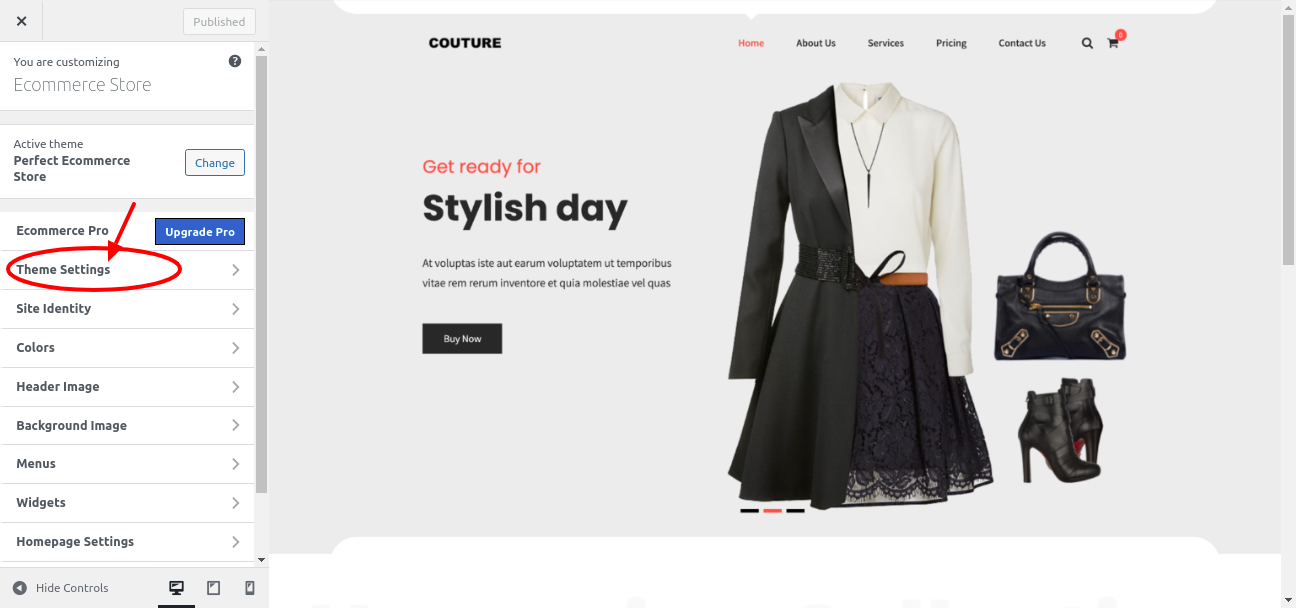 Published
You are customizing
Ecommerce Store
Active theme
Perfect Ecommerce
Store
Change
Ecommerce Pro
Upgrade Pro
Theme Settings
Site Identity
Colors
Header Image
Background Image
Menus
Widgets
Homepage Settings
Hide Controls
COUTURE
Home
About Us
Services
Pricing
Contact Us
0
Get ready for
Stylish day
At voluptas iste aut earum voluptatem ut temporibus
vitae rem rerum inventore et quia molestiae vel quas
Buy Now